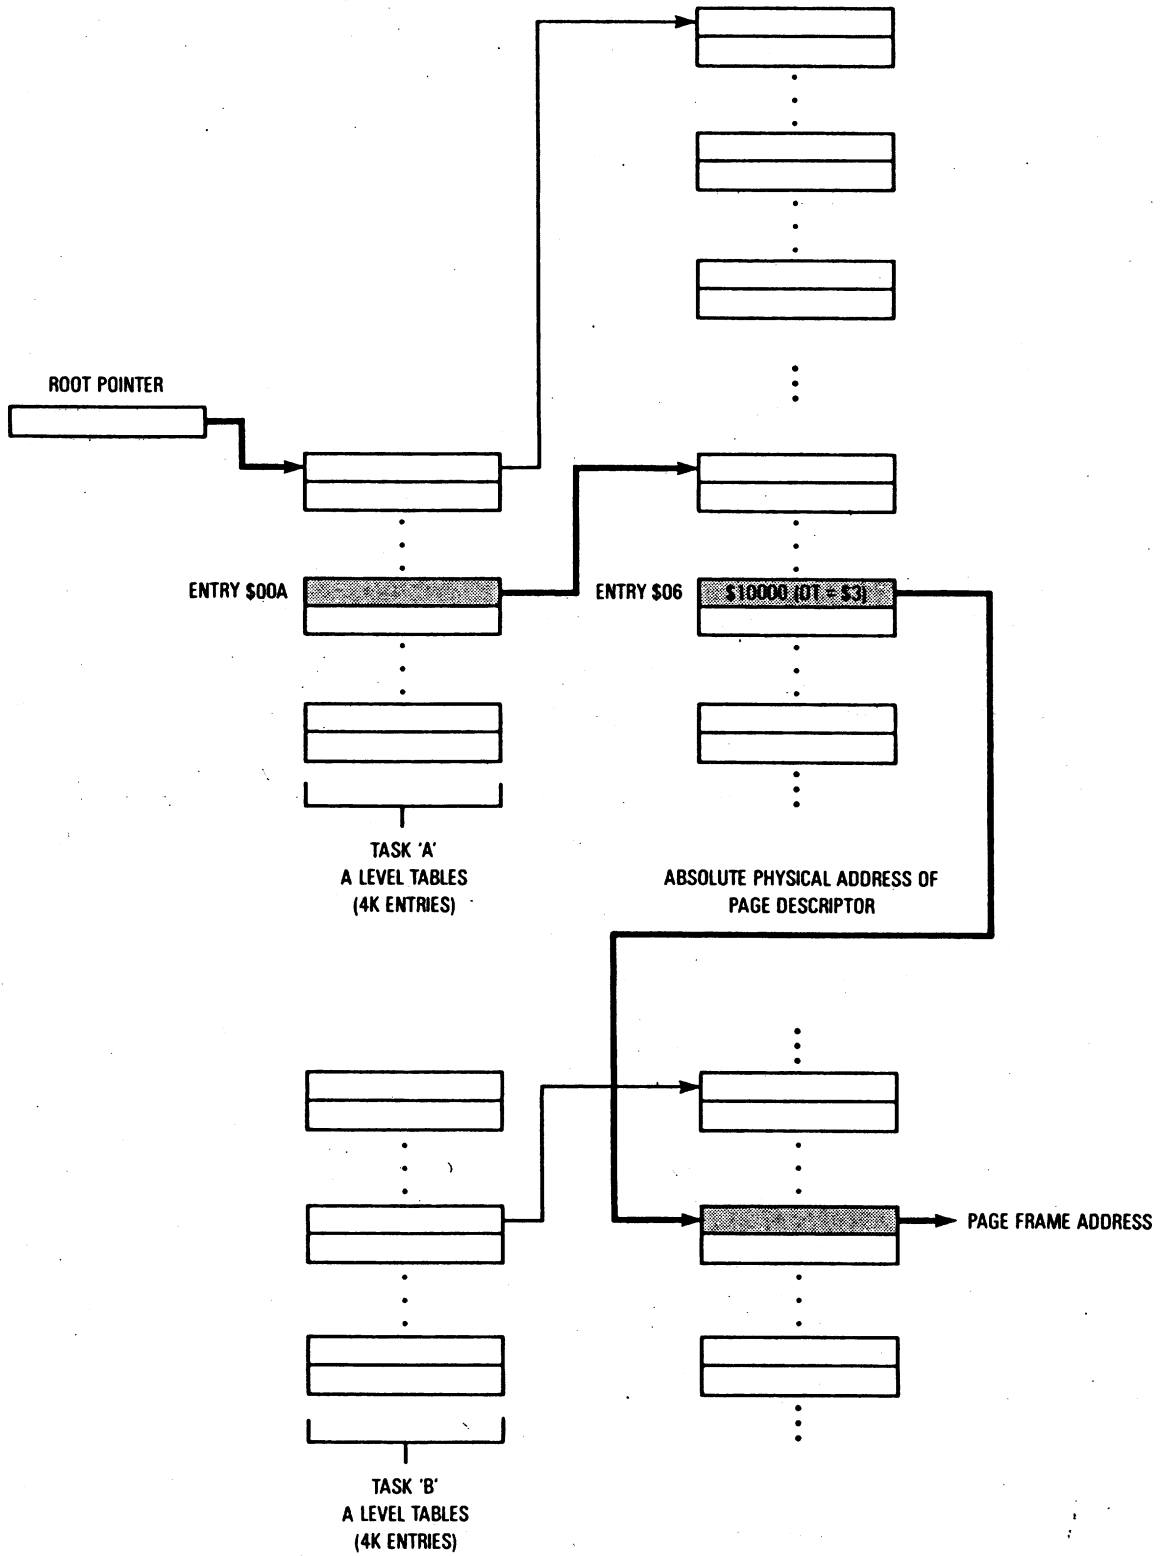 ROOT POINTER
ENTRY $00A
ENTRY $06
$10000 (DT = $3)
TASK 'A'
A LEVEL TABLES
(4K ENTRIES)
ABSOLUTE PHYSICAL ADDRESS OF
PAGE DESCRIPTOR
PAGE FRAME ADDRESS
TASK 'B'
A LEVEL TABLES
(4K ENTRIES)